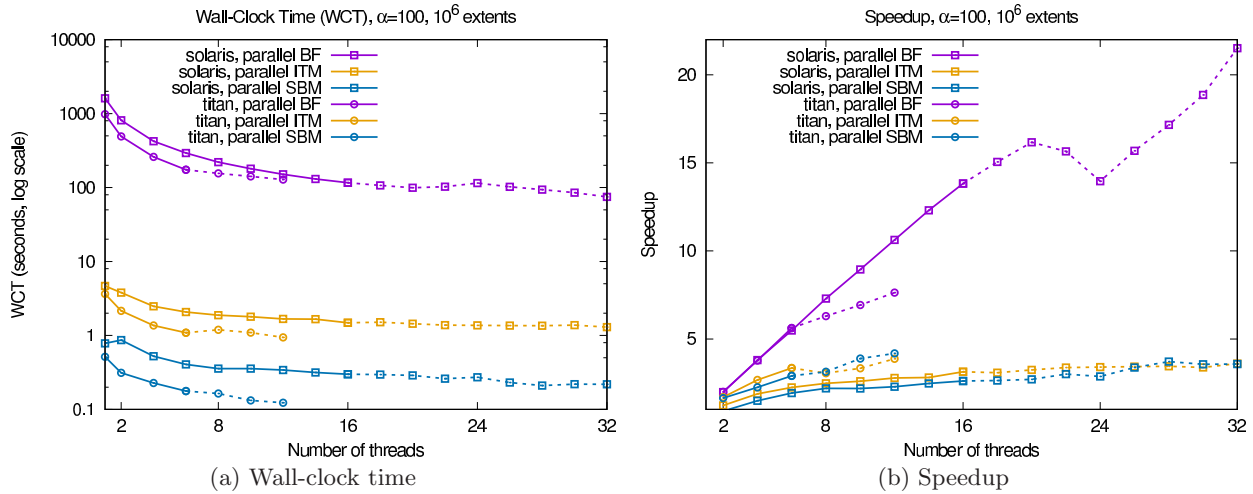 Wall-Clock Time (WCT), α=100, 10⁶ extents
10000
1000
100
10
1
0.1
WCT (seconds, log scale)
solaris, parallel BF
solaris, parallel ITM
solaris, parallel SBM
titan, parallel BF
titan, parallel ITM
titan, parallel SBM
2 8 16 24 32
Number of threads
(a) Wall-clock time
Speedup, α=100, 10⁶ extents
20
15
10
5
Speedup
solaris, parallel BF
solaris, parallel ITM
solaris, parallel SBM
titan, parallel BF
titan, parallel ITM
titan, parallel SBM
2 8 16 24 32
Number of threads
(b) Speedup